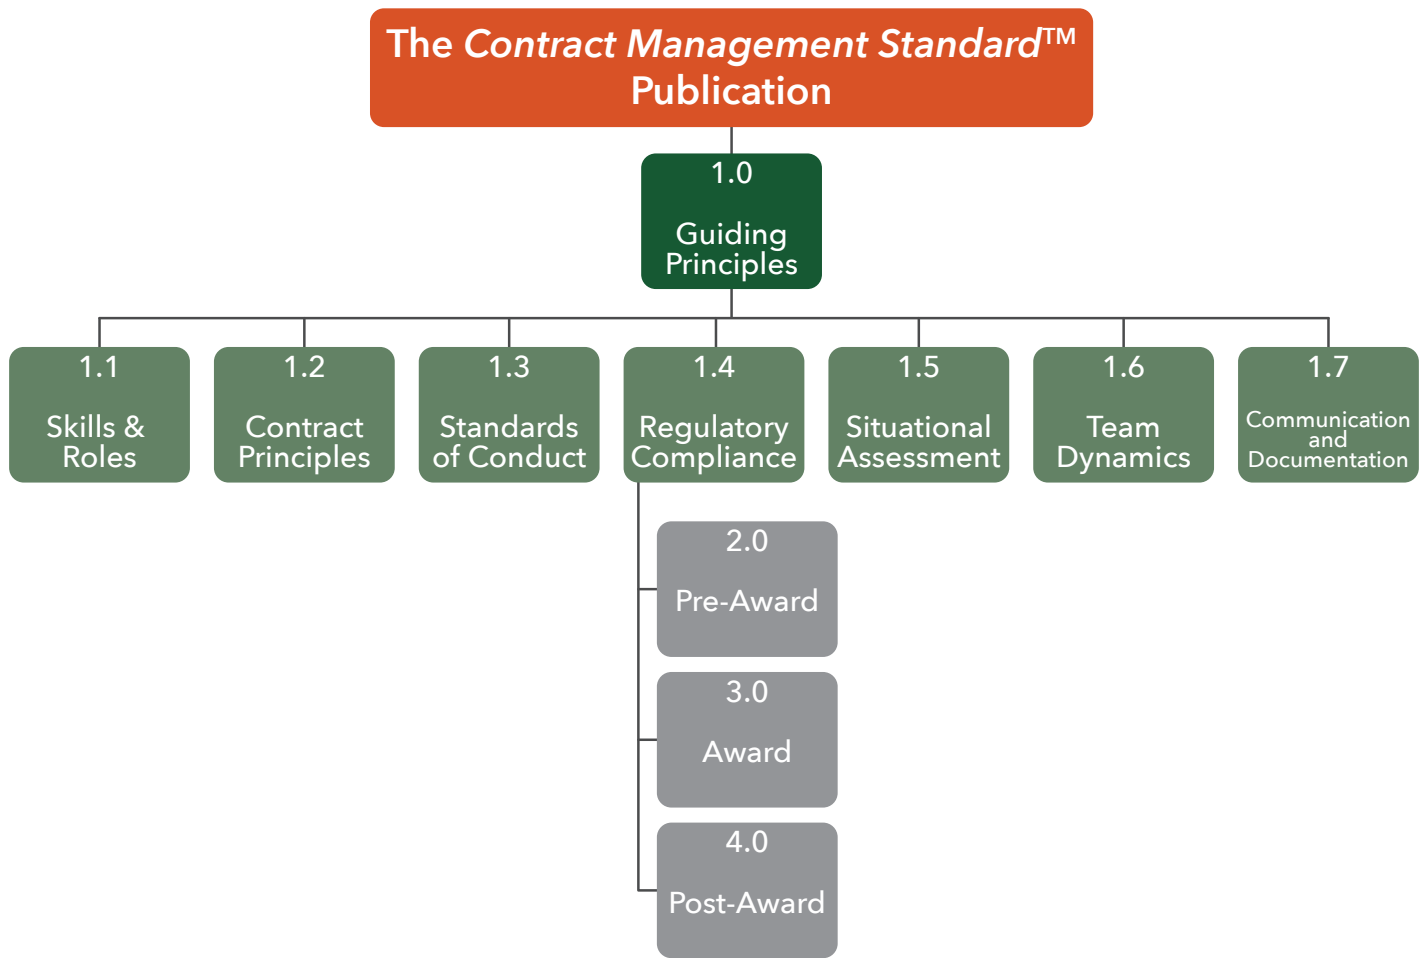 The Contract Management Standard™
Publication
1.0
Guiding
Principles
1.1
Skills &
Roles
1.2
Contract
Principles
1.3
Standards
of Conduct
1.4
Regulatory
Compliance
1.5
Situational
Assessment
1.6
Team
Dynamics
1.7
Communication
and
Documentation
2.0
Pre-Award
3.0
Award
4.0
Post-Award